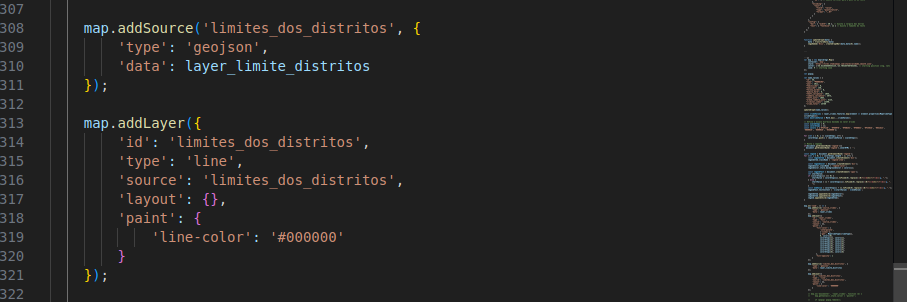 307
308 map.addSource('limites_dos_distritos', {
309 'type': 'geojson',
310 'data': layer_limite_distritos
311 });
312
313 map.addLayer({
314 'id': 'limites_dos_distritos',
315 'type': 'line',
316 'source': 'limites_dos_distritos',
317 'layout': {},
318 'paint': {
319 'line-color': '#000000'
320 }
321 });
322